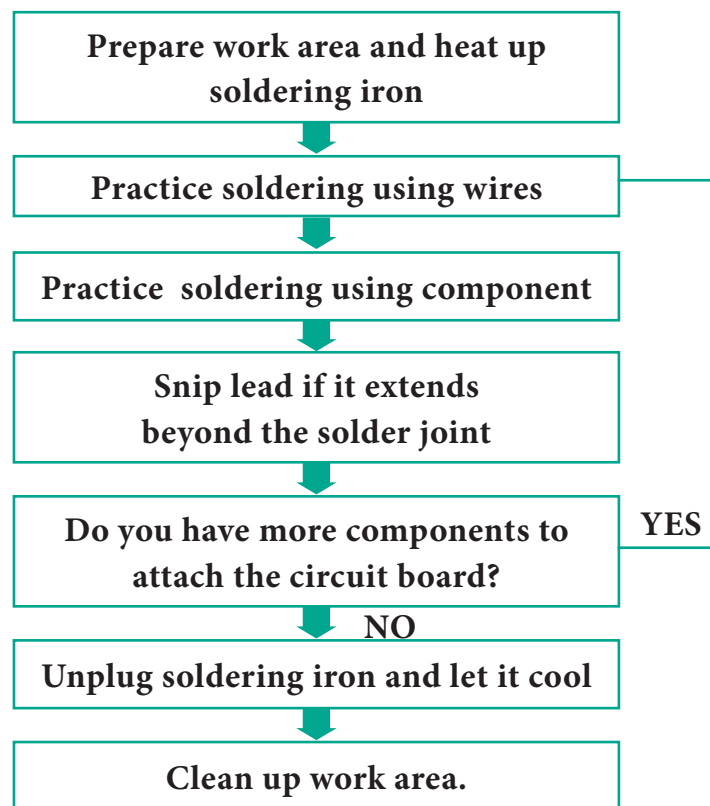 Prepare work area and heat up
soldering iron
Practice soldering using wires
Practice soldering using component
Snip lead if it extends
beyond the solder joint
Do you have more components to
attach the circuit board?
YES
NO
Unplug soldering iron and let it cool
Clean up work area.